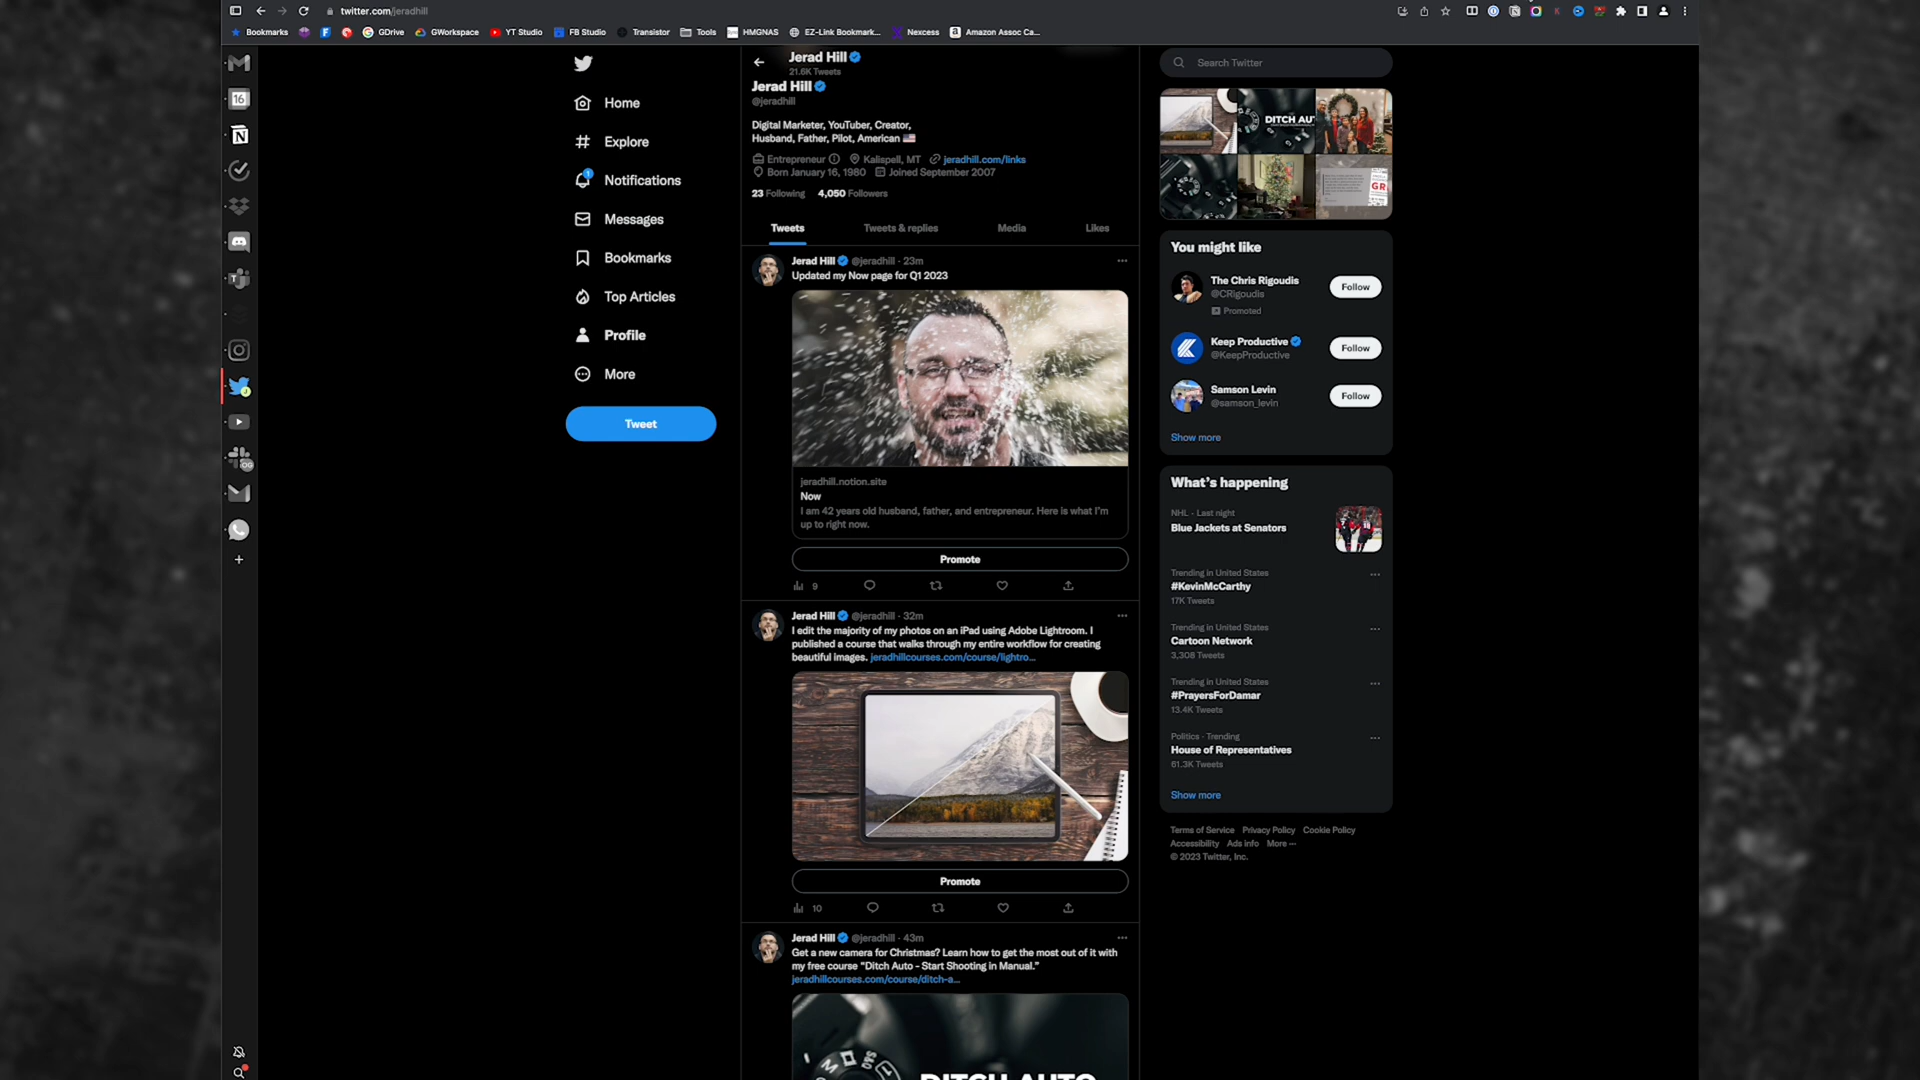 twitter.com/jeradhill
Bookmarks
GDrive
GWorkspace
YT Studio
FB Studio
Transistor
Tools
HMGNAS
EZ-Link Bookmark...
Nexcess
Amazon Assoc Ca...
16
Home
Explore
1
Notifications
Messages
Bookmarks
Top Articles
Profile
More
Tweet
Jerad Hill
21.6K Tweets
Jerad Hill
@jeradhill
Digital Marketer, YouTuber, Creator,
Husband, Father, Pilot, American 🇺🇸
Entrepreneur Kalispell, MT jeradhill.com/links
Born January 16, 1980 Joined September 2007
23 Following 4,050 Followers
Tweets Tweets & replies Media Likes
Jerad Hill @jeradhill · 23m
Updated my Now page for Q1 2023
jeradhill.notion.site
Now
I am 42 years old husband, father, and entrepreneur. Here is what I'm
up to right now.
Promote
9
Jerad Hill @jeradhill · 32m
I edit the majority of my photos on an iPad using Adobe Lightroom. I
published a course that walks through my entire workflow for creating
beautiful images. jeradhillcourses.com/course/lightro...
Promote
10
Jerad Hill @jeradhill · 43m
Get a new camera for Christmas? Learn how to get the most out of it with
my free course "Ditch Auto - Start Shooting in Manual."
jeradhillcourses.com/course/ditch-a...
DITCH AUTO
Search Twitter
DITCH AUT
GR
You might like
The Chris Rigoudis
@CRigoudis
Promoted
Follow
Keep Productive
@KeepProductive
Follow
Samson Levin
@samson_levin
Follow
Show more
What's happening
NHL · Last night
Blue Jackets at Senators
Trending in United States
#KevinMcCarthy
17K Tweets
Trending in United States
Cartoon Network
3,308 Tweets
Trending in United States
#PrayersForDamar
13.4K Tweets
Politics · Trending
House of Representatives
81.3K Tweets
Show more
Terms of Service Privacy Policy Cookie Policy
Accessibility Ads info More ···
© 2023 Twitter, Inc.